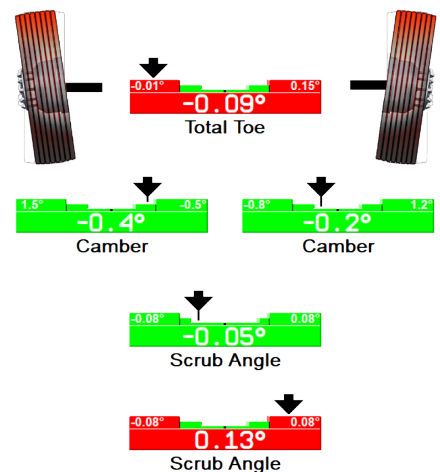 -0.01° 0.15°
-0.09°
Total Toe
1.5° -0.5° -0.8° 1.2°
-0.4° -0.2°
Camber Camber
-0.08° 0.08°
-0.05°
Scrub Angle
-0.08° 0.08°
0.13°
Scrub Angle